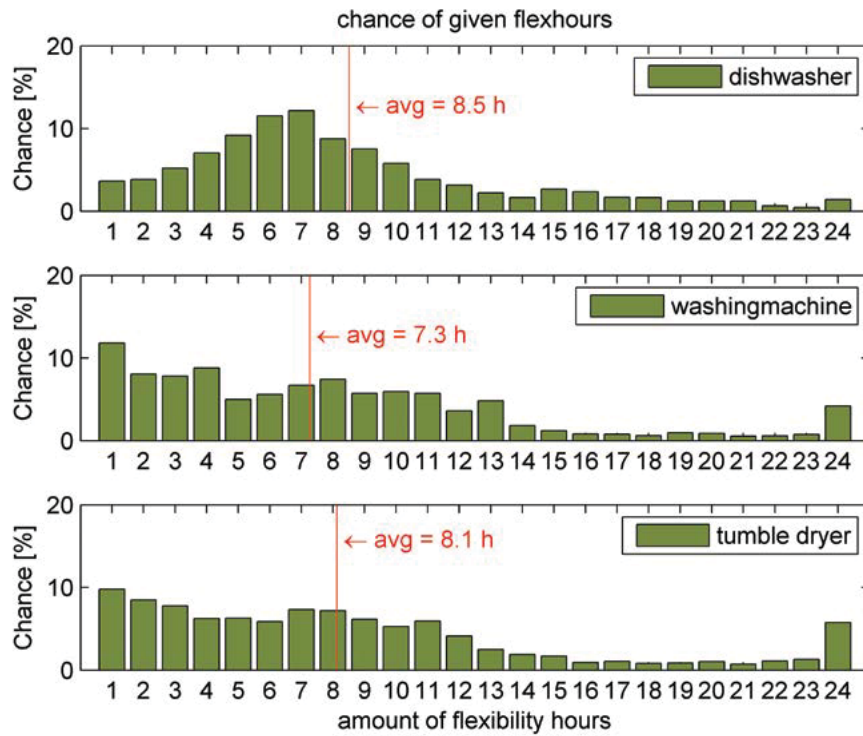 chance of given flexhours
20
10
0
Chance [%]
dishwasher
← avg = 8.5 h
1 2 3 4 5 6 7 8 9 10 11 12 13 14 15 16 17 18 19 20 21 22 23 24
20
10
0
Chance [%]
washingmachine
← avg = 7.3 h
1 2 3 4 5 6 7 8 9 10 11 12 13 14 15 16 17 18 19 20 21 22 23 24
20
10
0
Chance [%]
tumble dryer
← avg = 8.1 h
1 2 3 4 5 6 7 8 9 10 11 12 13 14 15 16 17 18 19 20 21 22 23 24
amount of flexibility hours